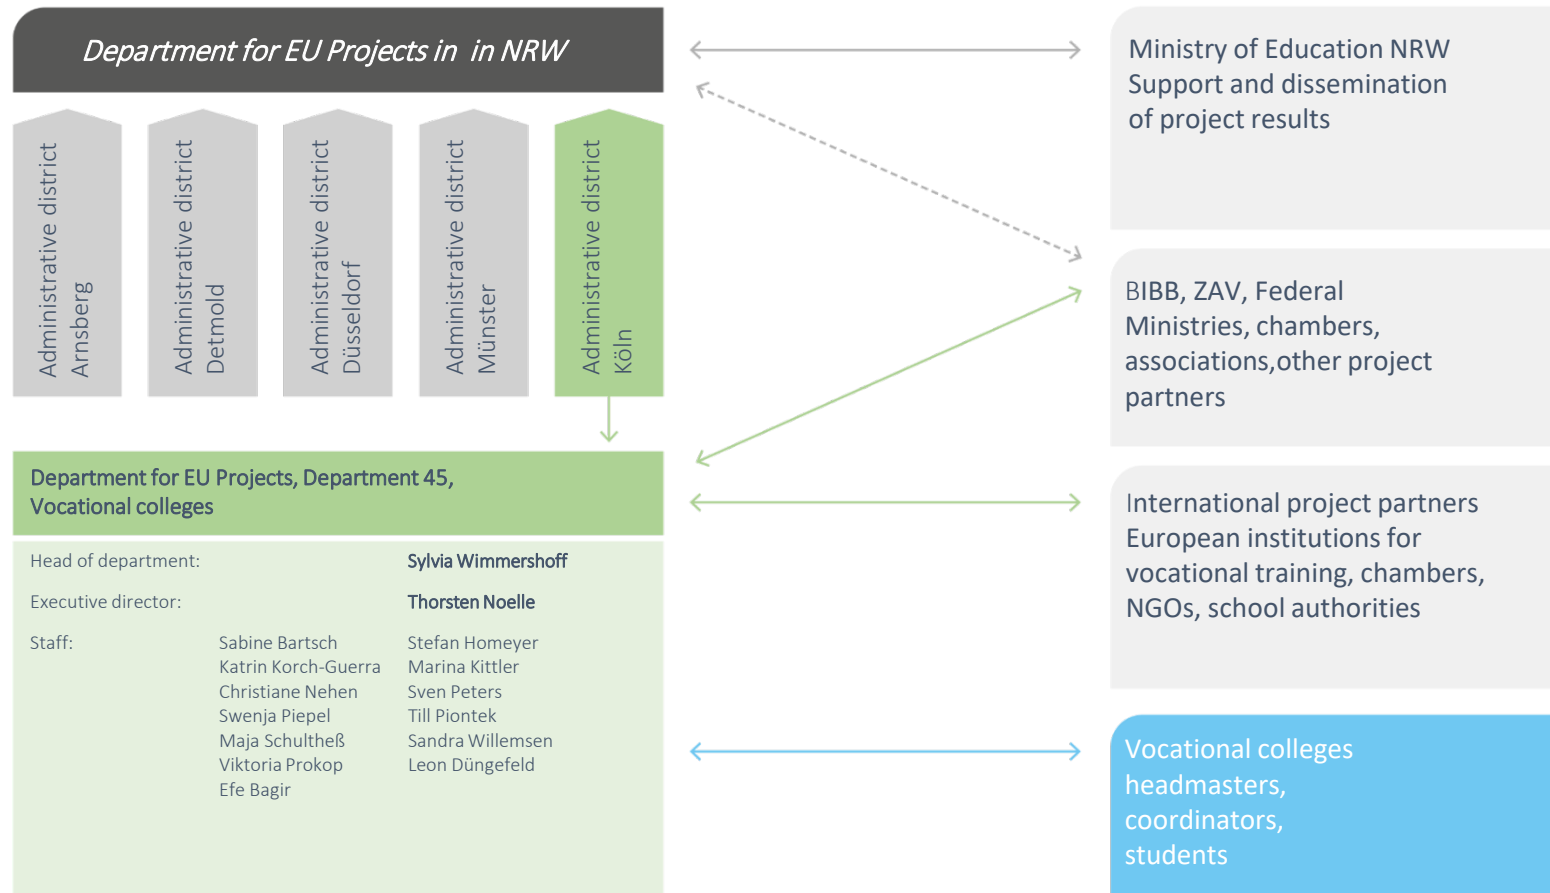 Department for EU Projects in in NRW
Administrative district
Arnsberg
Administrative district
Detmold
Administrative district
Düsseldorf
Administrative district
Münster
Administrative district
Köln
Department for EU Projects, Department 45,
Vocational colleges
Head of department: Sylvia Wimmershoff
Executive director: Thorsten Noelle
Staff: Sabine Bartsch Stefan Homeyer
Katrin Korch-Guerra Marina Kittler
Christiane Nehen Sven Peters
Swenja Piepel Till Piontek
Maja Schultheß Sandra Willemsen
Viktoria Prokop Leon Düngefeld
Efe Bagir
Ministry of Education NRW
Support and dissemination
of project results
BIBB, ZAV, Federal
Ministries, chambers,
associations,other project
partners
International project partners
European institutions for
vocational training, chambers,
NGOs, school authorities
Vocational colleges
headmasters,
coordinators,
students